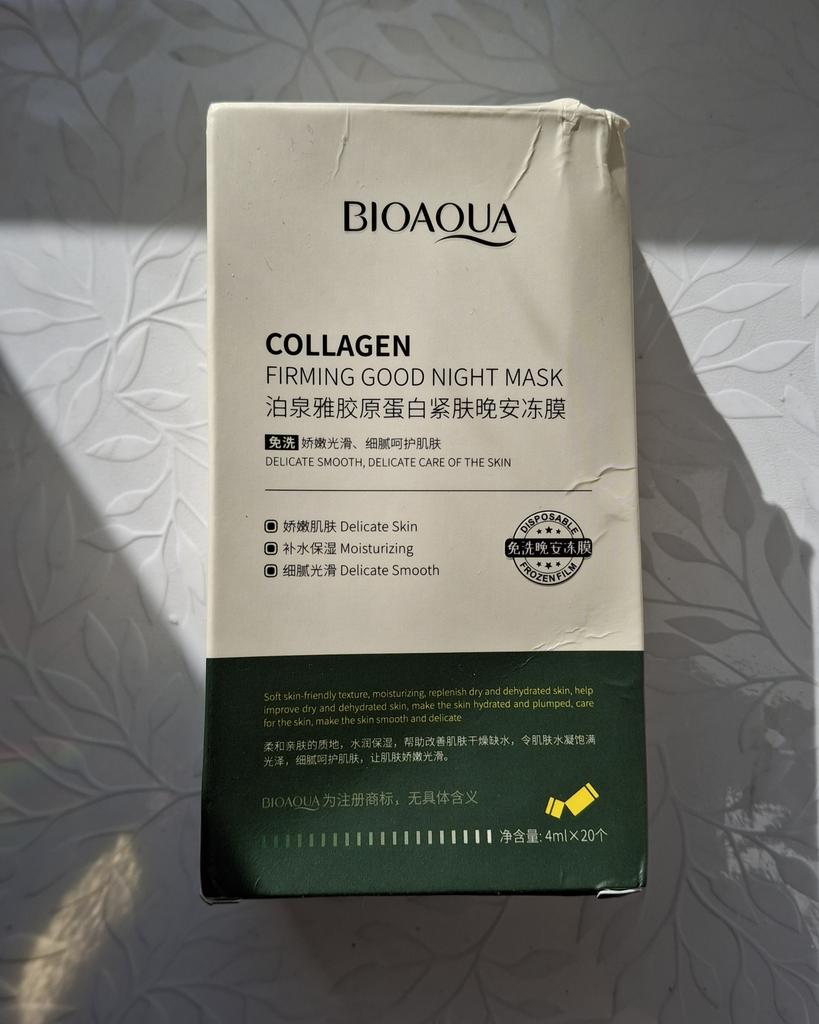 BIOAQUA
COLLAGEN
FIRMING GOOD NIGHT MASK
泊泉雅胶原蛋白紧肤晚安冻膜
免洗 娇嫩光滑、细腻呵护肌肤
DELICATE SMOOTH, DELICATE CARE OF THE SKIN
娇嫩肌肤 Delicate Skin
补水保湿 Moisturizing
细腻光滑 Delicate Smooth
DISPOSABLE
免洗晚安冻膜
FROZEN FILM
Soft skin-friendly texture, moisturizing, replenish dry and dehydrated skin, help
improve dry and dehydrated skin, make the skin hydrated and plumped, care
for the skin, make the skin smooth and delicate
柔和亲肤的质地，水润保湿，帮助改善肌肤干燥缺水，令肌肤水凝饱满
光泽，细腻呵护肌肤，让肌肤娇嫩光滑。
BIOAQUA 为注册商标，无具体含义
净含量: 4ml×20个